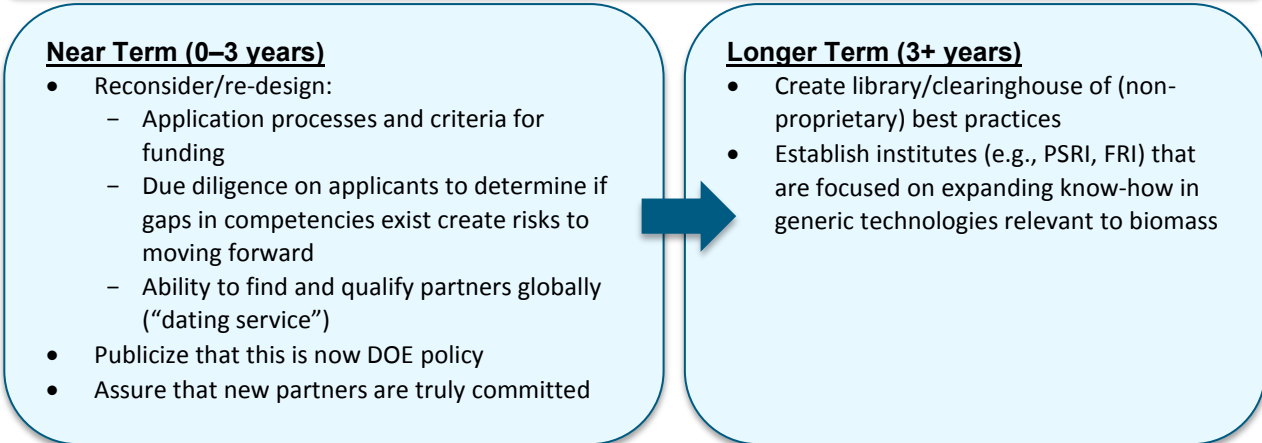 Near Term (0–3 years)
• Reconsider/re-design:
− Application processes and criteria for
funding
− Due diligence on applicants to determine if
gaps in competencies exist create risks to
moving forward
− Ability to find and qualify partners globally
(“dating service”)
• Publicize that this is now DOE policy
• Assure that new partners are truly committed
Longer Term (3+ years)
• Create library/clearinghouse of (non-
proprietary) best practices
• Establish institutes (e.g., PSRI, FRI) that
are focused on expanding know-how in
generic technologies relevant to biomass